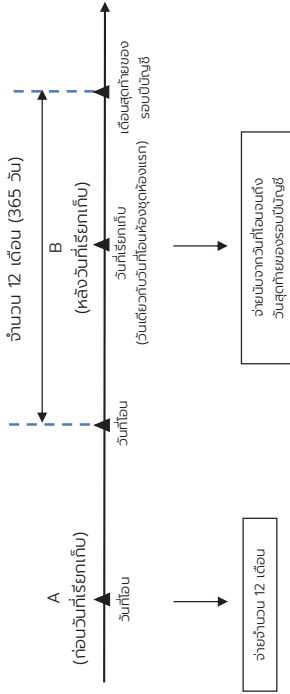 จำนวน 12 เดือน (365 วัน)
A
(ก่อนวันที่เรียกเก็บ)
B
(หลังวันที่เรียกเก็บ)
วันที่โอน
วันที่โอน
วันที่เรียกเก็บ
(วันเดียวกับวันที่โอนห้องชุดห้องแรก)
เดือนสุดท้ายของ
รอบปีบัญชี
จ่ายจำนวน 12 เดือน
จ่ายนับจากวันที่โอนจนถึง
วันสุดท้ายของรอบปีบัญชี